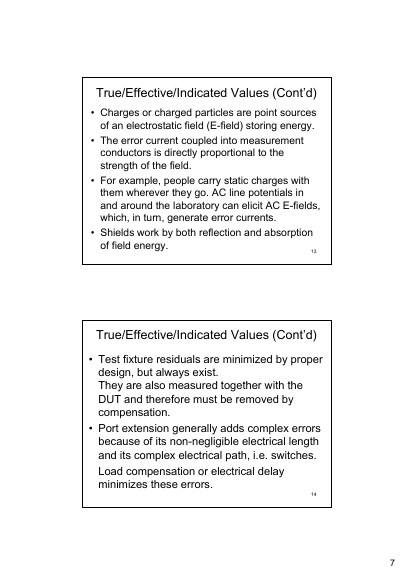 True/Effective/Indicated Values (Cont'd)
• Charges or charged particles are point sources
of an electrostatic field (E-field) storing energy.
• The error current coupled into measurement
conductors is directly proportional to the
strength of the field.
• For example, people carry static charges with
them wherever they go. AC line potentials in
and around the laboratory can elicit AC E-fields,
which, in turn, generate error currents.
• Shields work by both reflection and absorption
of field energy.
13
True/Effective/Indicated Values (Cont'd)
• Test fixture residuals are minimized by proper
design, but always exist.
They are also measured together with the
DUT and therefore must be removed by
compensation.
• Port extension generally adds complex errors
because of its non-negligible electrical length
and its complex electrical path, i.e. switches.
Load compensation or electrical delay
minimizes these errors.
14
7